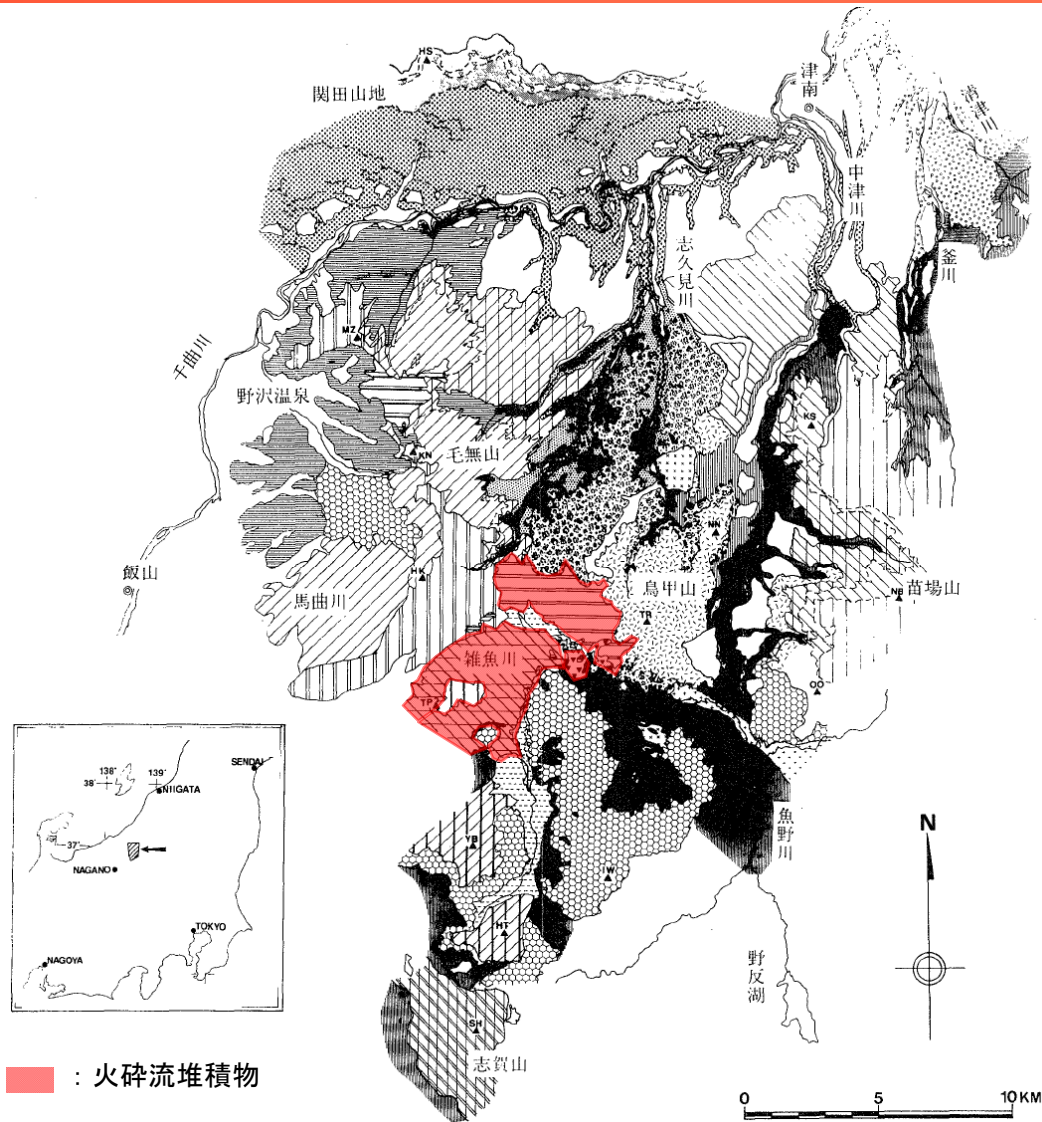 HS
関田山地
津南
清津川
中津川
釜川
志久見川
千曲川
MZ
野沢温泉
KN
毛無山
KS
NN
飯山
HK
馬曲川
鳥甲山
TB
NB
苗場山
雑魚川
TP
OO
YB
IW
魚野川
HT
野反湖
SH
志賀山
N
138°
139°
38°
NIIGATA
SENDAI
37°
NAGANO
TOKYO
NAGOYA
：火砕流堆積物
0
5
10KM